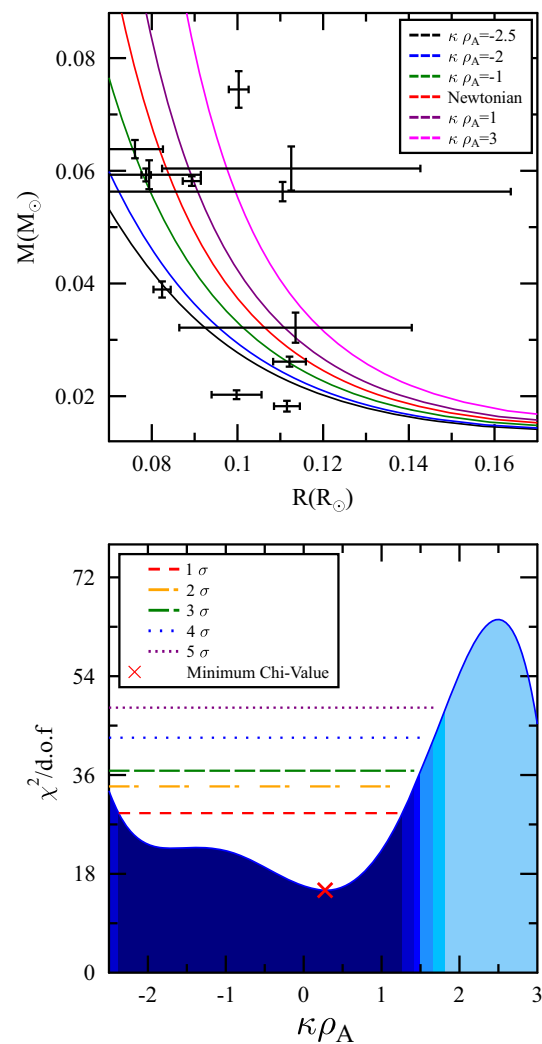 0.08
0.06
0.04
0.02
M(M⊙)
κ ρA=-2.5
κ ρA=-2
κ ρA=-1
Newtonian
κ ρA=1
κ ρA=3
0.08 0.1 0.12 0.14 0.16
R(R⊙)
72
54
36
18
0
χ²/d.o.f
1 σ
2 σ
3 σ
4 σ
5 σ
Minimum Chi-Value
-2 -1 0 1 2 3
κρA